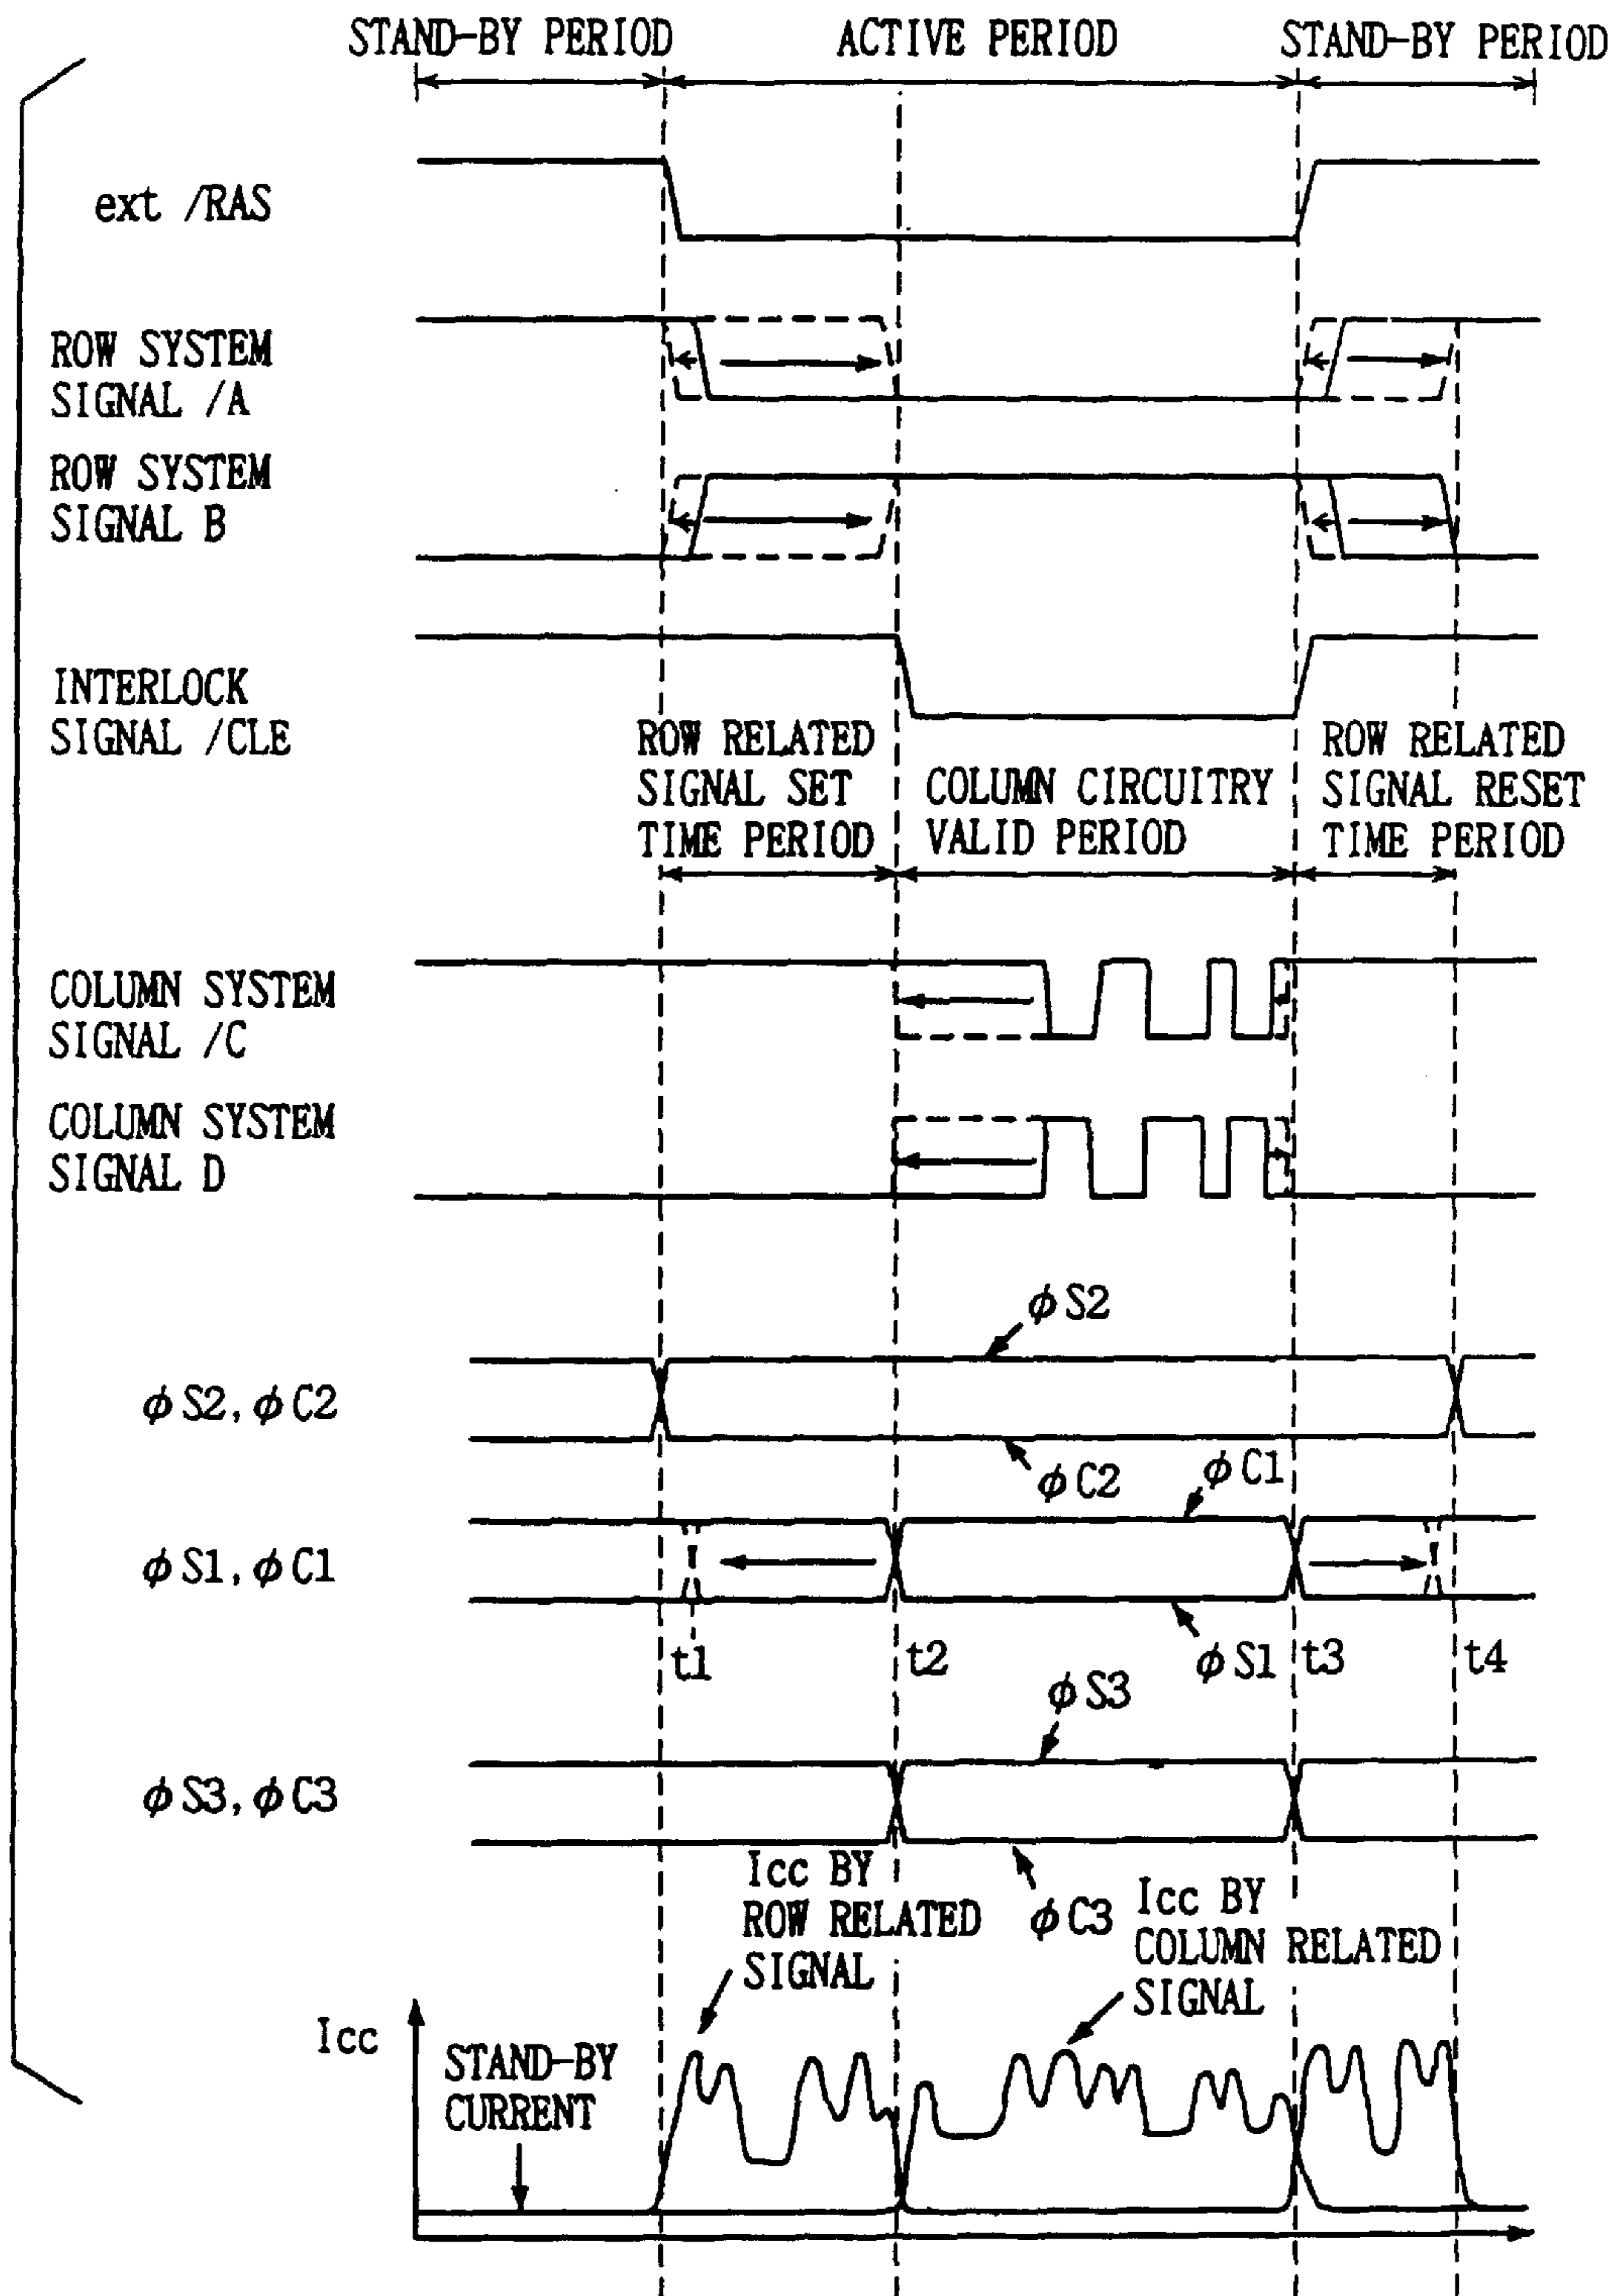 STAND-BY PERIOD
ACTIVE PERIOD
STAND-BY PERIOD
ext /RAS
ROW SYSTEM
SIGNAL /A
ROW SYSTEM
SIGNAL B
INTERLOCK
SIGNAL /CLE
ROW RELATED
SIGNAL SET
TIME PERIOD
COLUMN CIRCUITRY
VALID PERIOD
ROW RELATED
SIGNAL RESET
TIME PERIOD
COLUMN SYSTEM
SIGNAL /C
COLUMN SYSTEM
SIGNAL D
φS2
φS2, φC2
φC2
φC1
φS1, φC1
t1
t2
φS1
t3
t4
φS3
φS3, φC3
φC3
Icc BY
ROW RELATED
SIGNAL
Icc BY
COLUMN RELATED
SIGNAL
Icc
STAND-BY
CURRENT